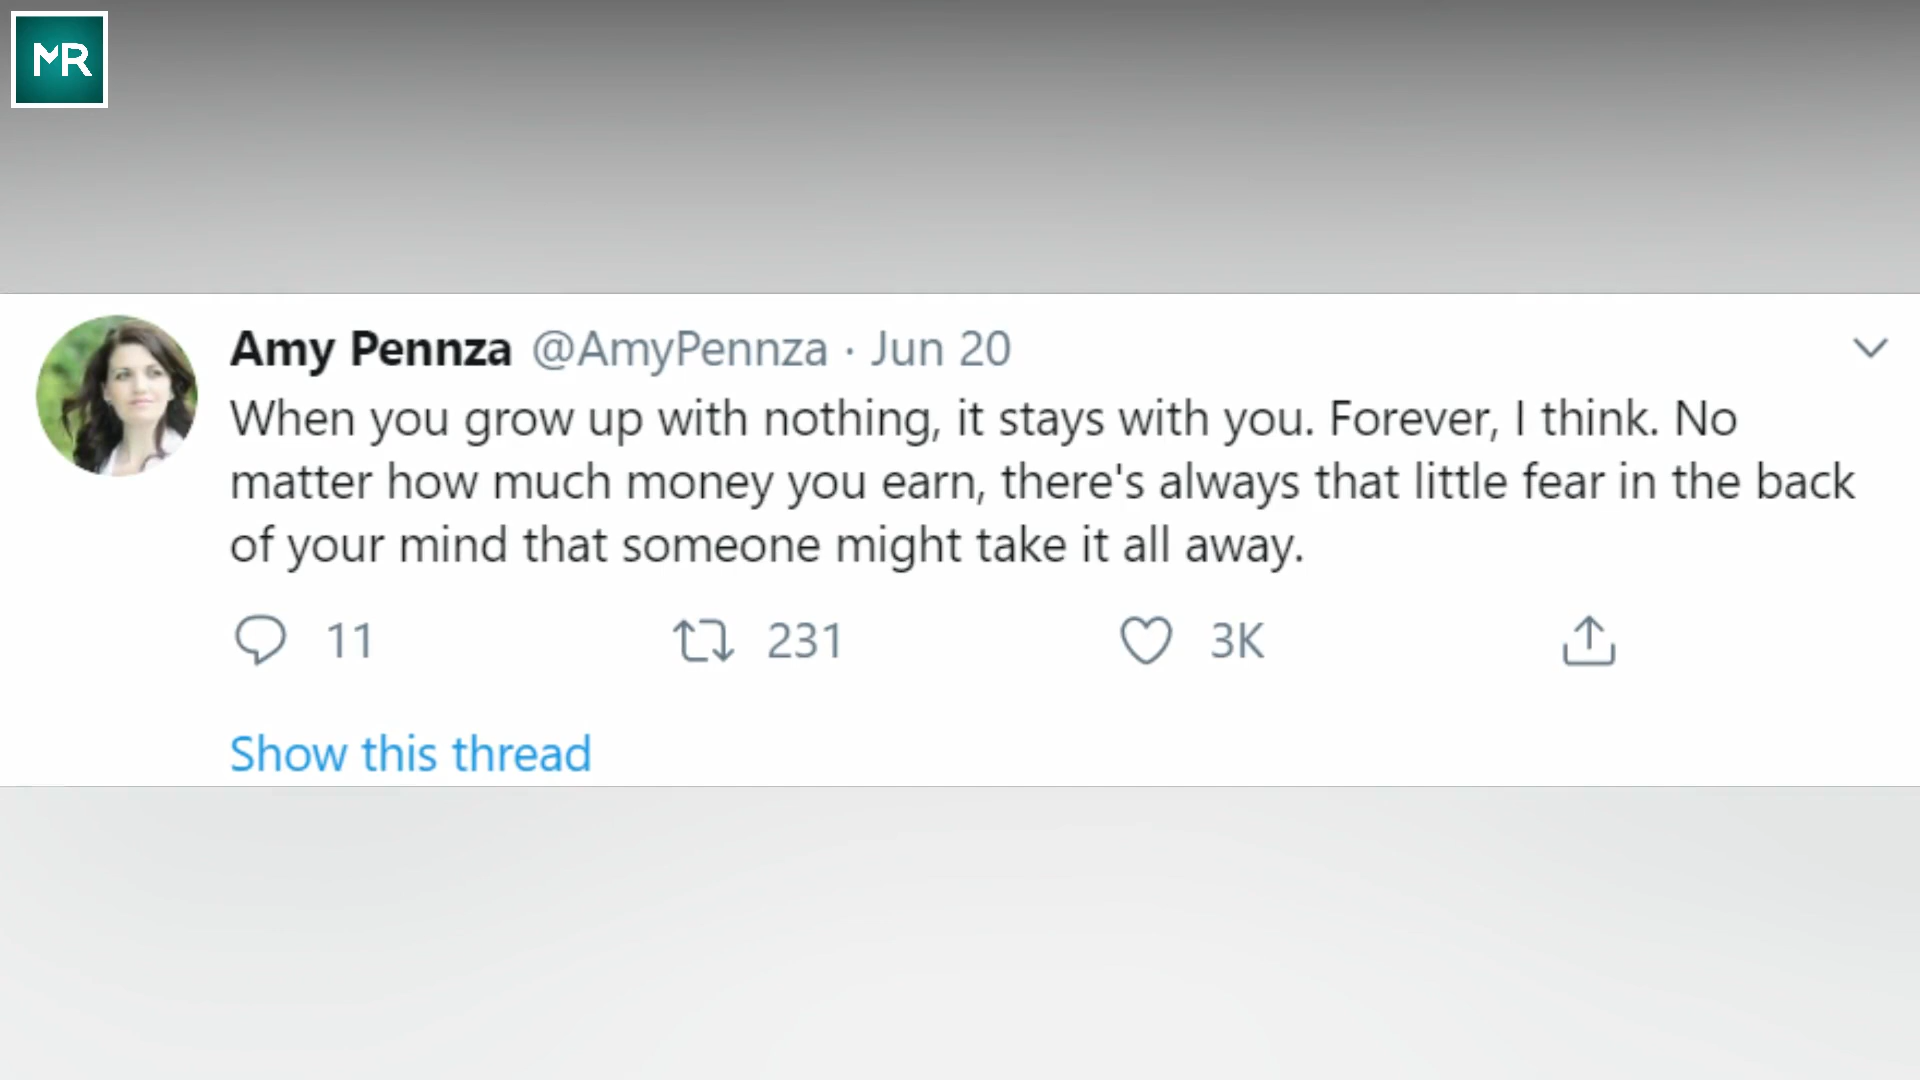 MR
Amy Pennza @AmyPennza · Jun 20
When you grow up with nothing, it stays with you. Forever, I think. No
matter how much money you earn, there's always that little fear in the back
of your mind that someone might take it all away.
11 231 3K
Show this thread